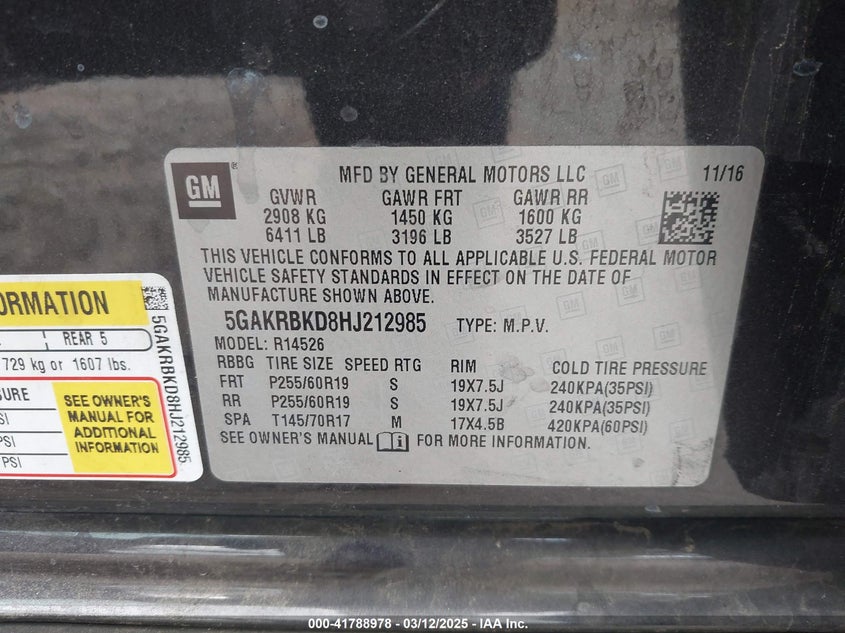 GM
MFD BY GENERAL MOTORS LLC 11/16
GVWR GAWR FRT GAWR RR
2908 KG 1450 KG 1600 KG
6411 LB 3196 LB 3527 LB
THIS VEHICLE CONFORMS TO ALL APPLICABLE U.S. FEDERAL MOTOR
VEHICLE SAFETY STANDARDS IN EFFECT ON THE DATE OF
MANUFACTURE SHOWN ABOVE.
5GAKRBKD8HJ212985 TYPE: M.P.V.
MODEL: R14526
RBBG TIRE SIZE SPEED RTG RIM COLD TIRE PRESSURE
FRT P255/60R19 S 19X7.5J 240KPA(35PSI)
RR P255/60R19 S 19X7.5J 240KPA(35PSI)
SPA T145/70R17 M 17X4.5B 420KPA(60PSI)
SEE OWNER'S MANUAL FOR MORE INFORMATION.
ORMATION
REAR 5
729 kg or 1607 lbs.
SURE
SI
SI
PSI
SEE OWNER'S
MANUAL FOR
ADDITIONAL
INFORMATION
5GAKRBKD8HJ212985
000-41788978 - 03/12/2025 - IAA Inc.